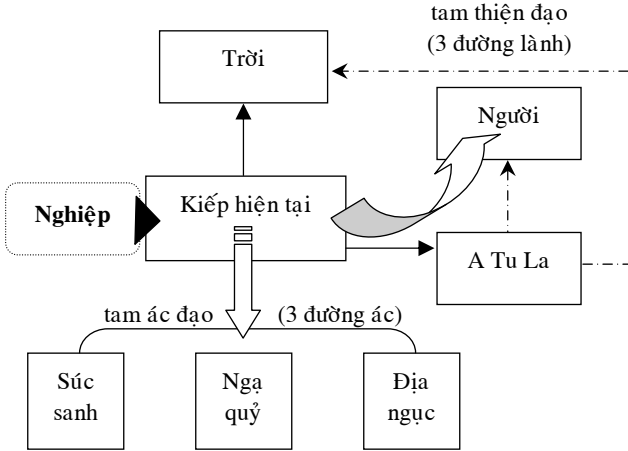 tam thiện đạo
(3 đường lành)
Trời
Người
Nghiệp
Kiếp hiện tại
A Tu La
tam ác đạo (3 đường ác)
Súc
sanh
Ngạ
quỷ
Địa
ngục